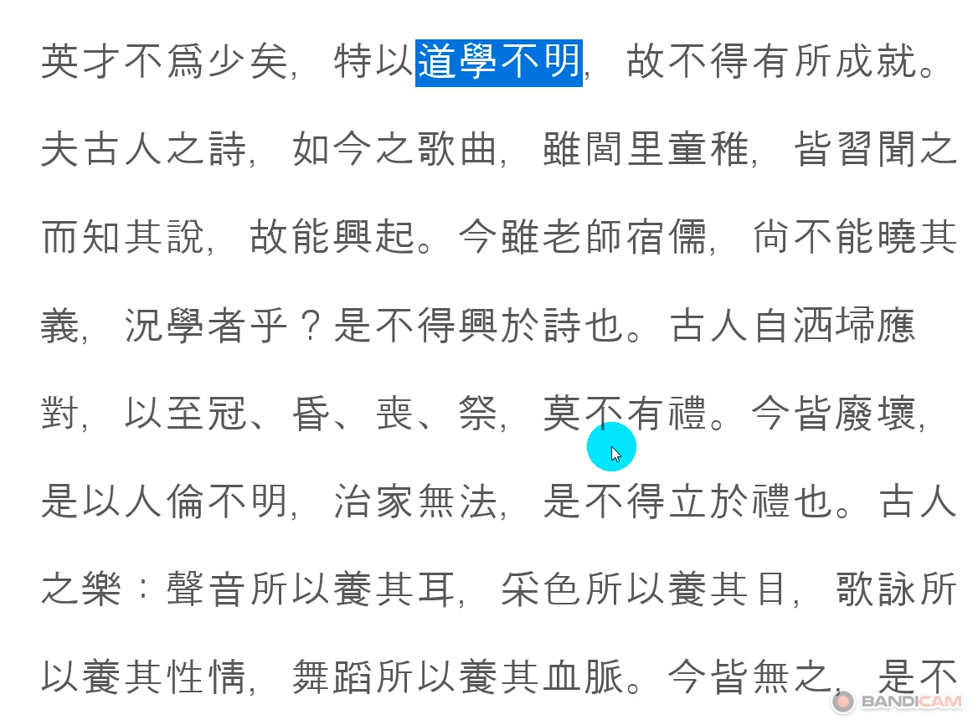 英才不爲少矣，特以道學不明，故不得有所成就。
夫古人之詩，如今之歌曲，雖閭里童稚，皆習聞之
而知其說，故能興起。今雖老師宿儒，尙不能曉其
義，況學者乎？是不得興於詩也。古人自洒埽應
對，以至冠、昏、喪、祭，莫不有禮。今皆廢壞，
是以人倫不明，治家無法，是不得立於禮也。古人
之樂：聲音所以養其耳，采色所以養其目，歌詠所
以養其性情，舞蹈所以養其血脈。今皆無之，是不
BANDICAM